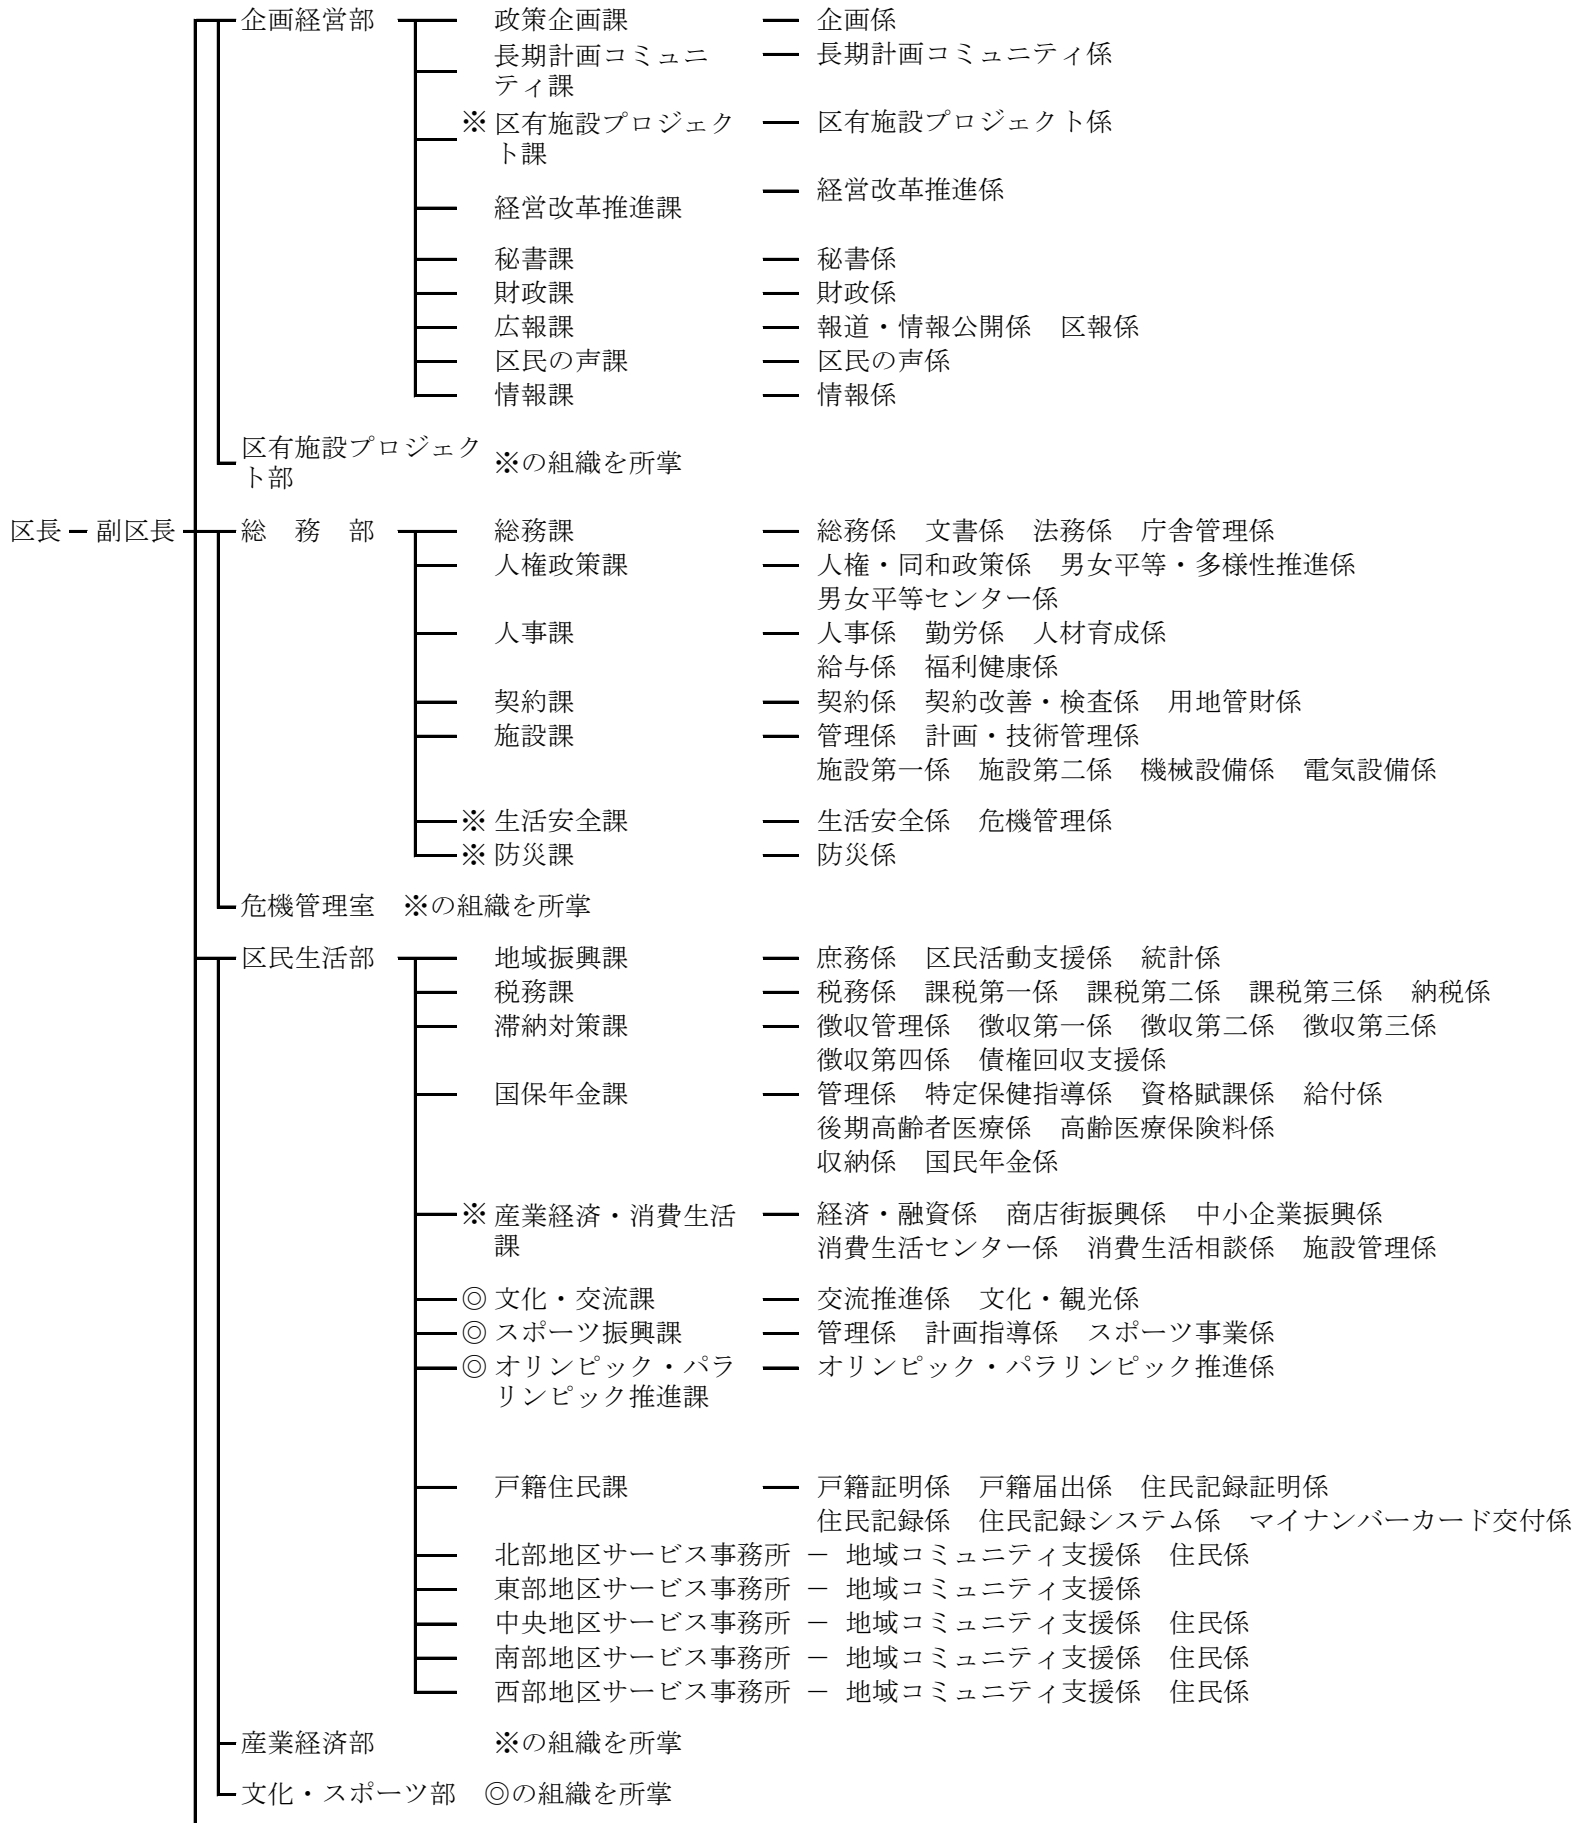 企画経営部 政策企画課 企画係
長期計画コミュニ 長期計画コミュニティ係
ティ課
※ 区有施設プロジェク 区有施設プロジェクト係
ト課
経営改革推進係
経営改革推進課
秘書課 秘書係
財政課 財政係
広報課 報道・情報公開係 区報係
区民の声課 区民の声係
情報課 情報係
区有施設プロジェク
ト部
※の組織を所掌
区長 副区長 総 務 部 総務課 総務係 文書係 法務係 庁舎管理係
人権政策課 人権・同和政策係 男女平等・多様性推進係
男女平等センター係
人事課 人事係 勤労係 人材育成係
給与係 福利健康係
契約課 契約係 契約改善・検査係 用地管財係
施設課 管理係 計画・技術管理係
施設第一係 施設第二係 機械設備係 電気設備係
※ 生活安全課 生活安全係 危機管理係
※ 防災課 防災係
危機管理室 ※の組織を所掌
区民生活部 地域振興課 庶務係 区民活動支援係 統計係
税務課 税務係 課税第一係 課税第二係 課税第三係 納税係
滞納対策課 徴収管理係 徴収第一係 徴収第二係 徴収第三係
徴収第四係 債権回収支援係
国保年金課 管理係 特定保健指導係 資格賦課係 給付係
後期高齢者医療係 高齢医療保険料係
収納係 国民年金係
※ 産業経済・消費生活 経済・融資係 商店街振興係 中小企業振興係
課 消費生活センター係 消費生活相談係 施設管理係
◎ 文化・交流課 交流推進係 文化・観光係
◎ スポーツ振興課 管理係 計画指導係 スポーツ事業係
◎ オリンピック・パラ オリンピック・パラリンピック推進係
リンピック推進課
戸籍住民課 戸籍証明係 戸籍届出係 住民記録証明係
住民記録係 住民記録システム係 マイナンバーカード交付係
北部地区サービス事務所 － 地域コミュニティ支援係 住民係
東部地区サービス事務所 － 地域コミュニティ支援係
中央地区サービス事務所 － 地域コミュニティ支援係 住民係
南部地区サービス事務所 － 地域コミュニティ支援係 住民係
西部地区サービス事務所 － 地域コミュニティ支援係 住民係
産業経済部 ※の組織を所掌
文化・スポーツ部 ◎の組織を所掌